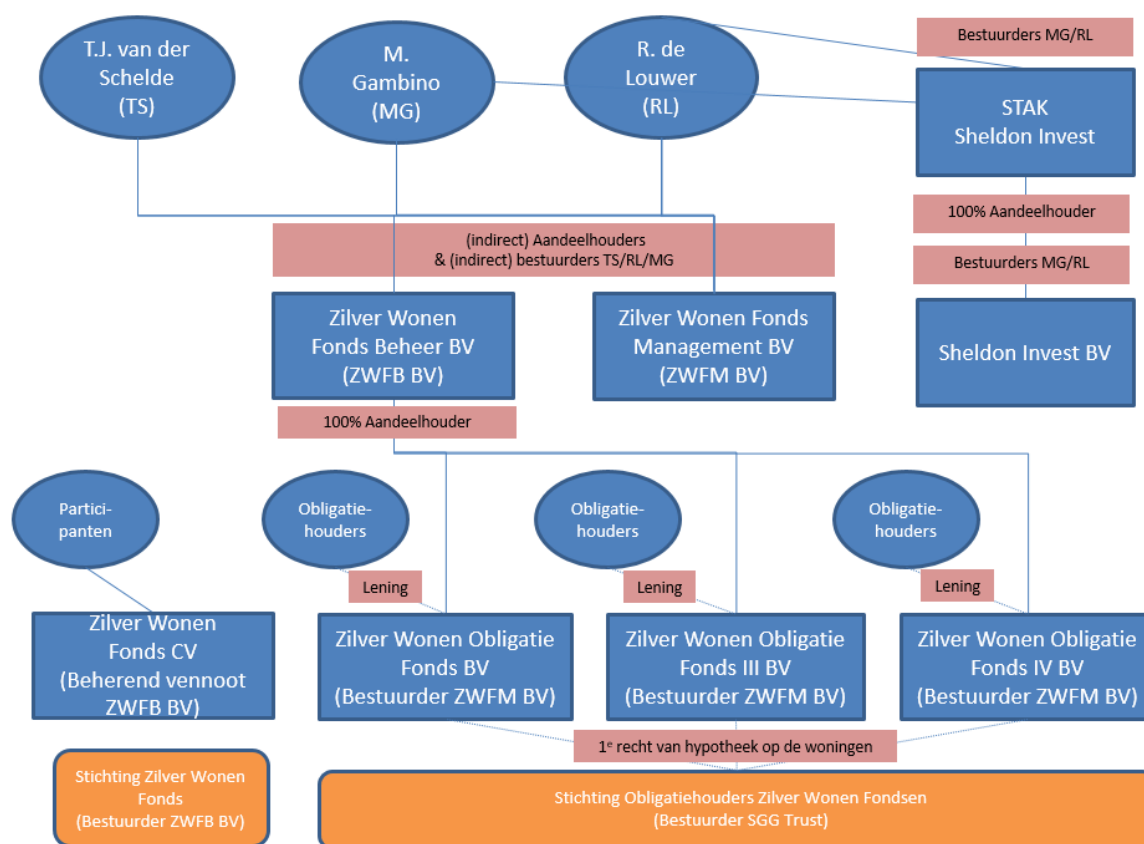 T.J. van der
Schelde
(TS)
M.
Gambino
(MG)
R. de
Louwer
(RL)
Bestuurders MG/RL
STAK
Sheldon Invest
100% Aandeelhouder
Bestuurders MG/RL
Sheldon Invest BV
(indirect) Aandeelhouders
& (indirect) bestuurders TS/RL/MG
Zilver Wonen
Fonds Beheer BV
(ZWFB BV)
Zilver Wonen Fonds
Management BV
(ZWFM BV)
100% Aandeelhouder
Partici-
panten
Obligatie-
houders
Obligatie-
houders
Obligatie-
houders
Lening
Lening
Lening
Zilver Wonen
Fonds CV
(Beherend vennoot
ZWFB BV)
Zilver Wonen Obligatie
Fonds BV
(Bestuurder ZWFM BV)
Zilver Wonen Obligatie
Fonds III BV
(Bestuurder ZWFM BV)
Zilver Wonen Obligatie
Fonds IV BV
(Bestuurder ZWFM BV)
1e recht van hypotheek op de woningen
Stichting Zilver Wonen
Fonds
(Bestuurder ZWFB BV)
Stichting Obligatiehouders Zilver Wonen Fondsen
(Bestuurder SGG Trust)